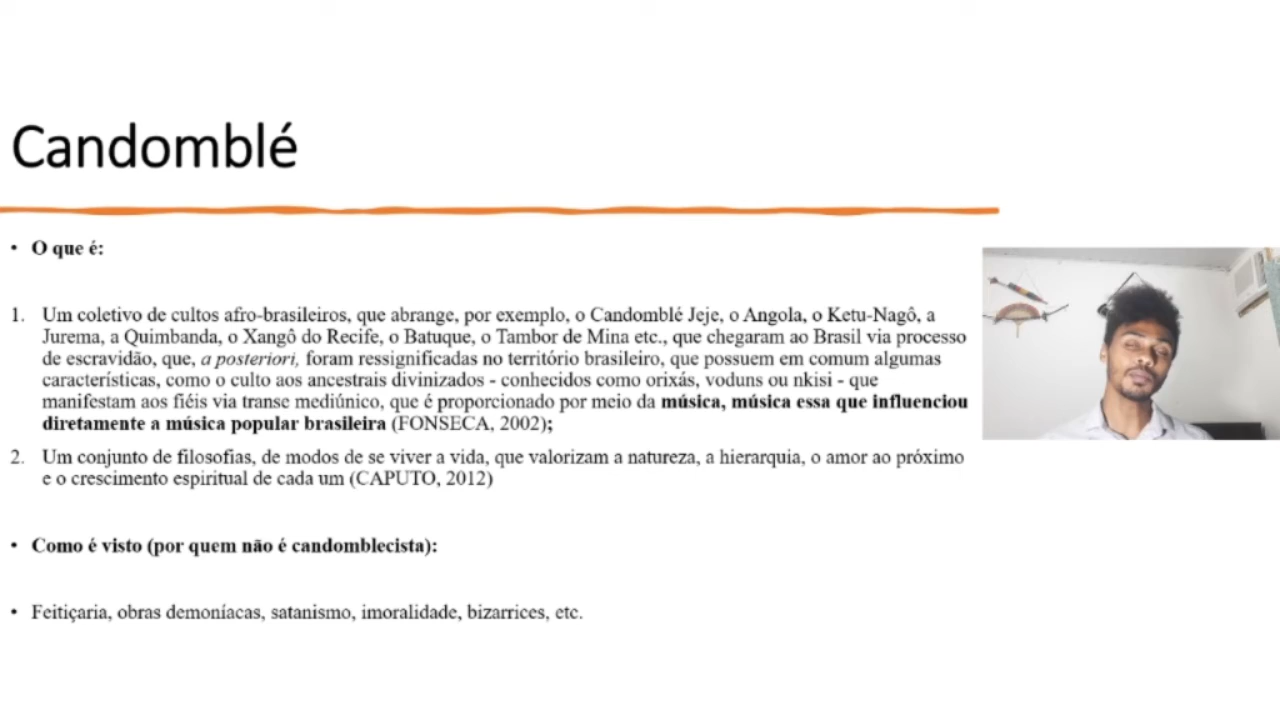 Candomblé
• O que é:
1. Um coletivo de cultos afro-brasileiros, que abrange, por exemplo, o Candomblé Jeje, o Angola, o Ketu-Nagô, a
Jurema, a Quimbanda, o Xangô do Recife, o Batuque, o Tambor de Mina etc., que chegaram ao Brasil via processo
de escravidão, que, a posteriori, foram ressignificadas no território brasileiro, que possuem em comum algumas
características, como o culto aos ancestrais divinizados - conhecidos como orixás, voduns ou nkisi - que
manifestam aos fiéis via transe mediúnico, que é proporcionado por meio da música, música essa que influenciou
diretamente a música popular brasileira (FONSECA, 2002);
2. Um conjunto de filosofias, de modos de se viver a vida, que valorizam a natureza, a hierarquia, o amor ao próximo
e o crescimento espiritual de cada um (CAPUTO, 2012)
• Como é visto (por quem não é candomblecista):
• Feitiçaria, obras demoníacas, satanismo, imoralidade, bizarrices, etc.